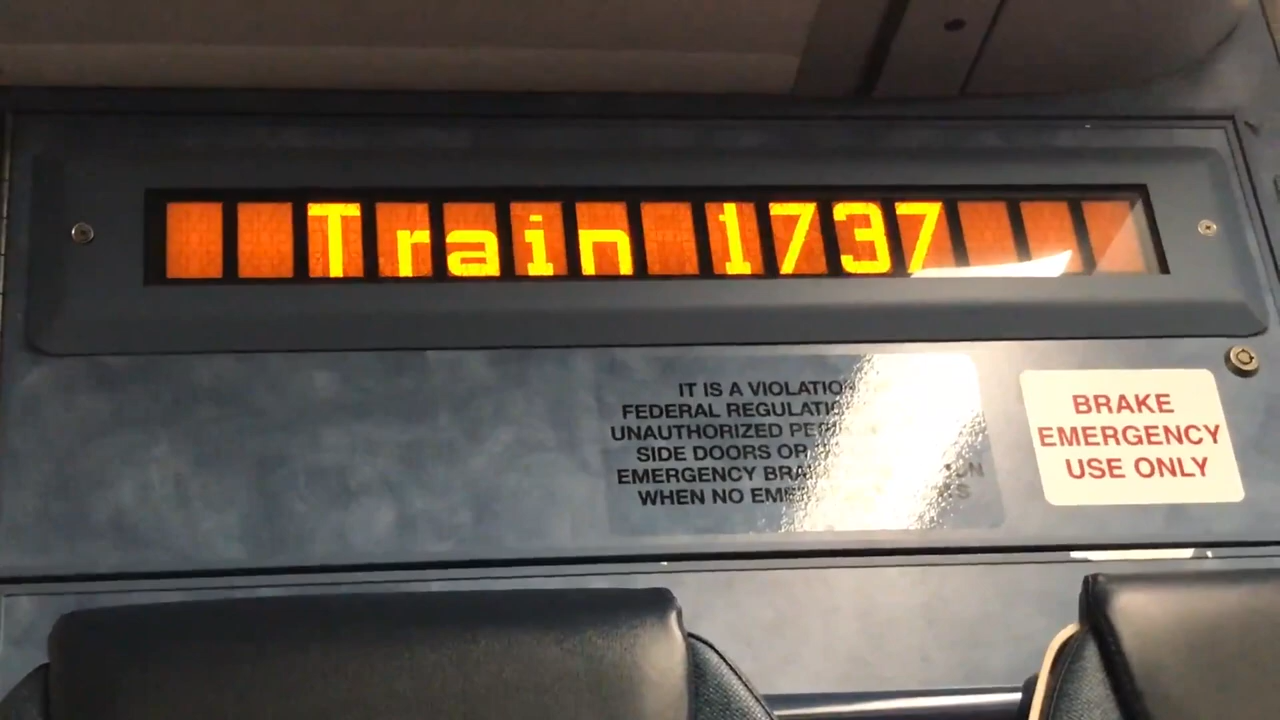 Train 1737
IT IS A VIOLATIO
FEDERAL REGULATI
UNAUTHORIZED PE
SIDE DOORS OR
EMERGENCY BRA
WHEN NO EME
BRAKE
EMERGENCY
USE ONLY